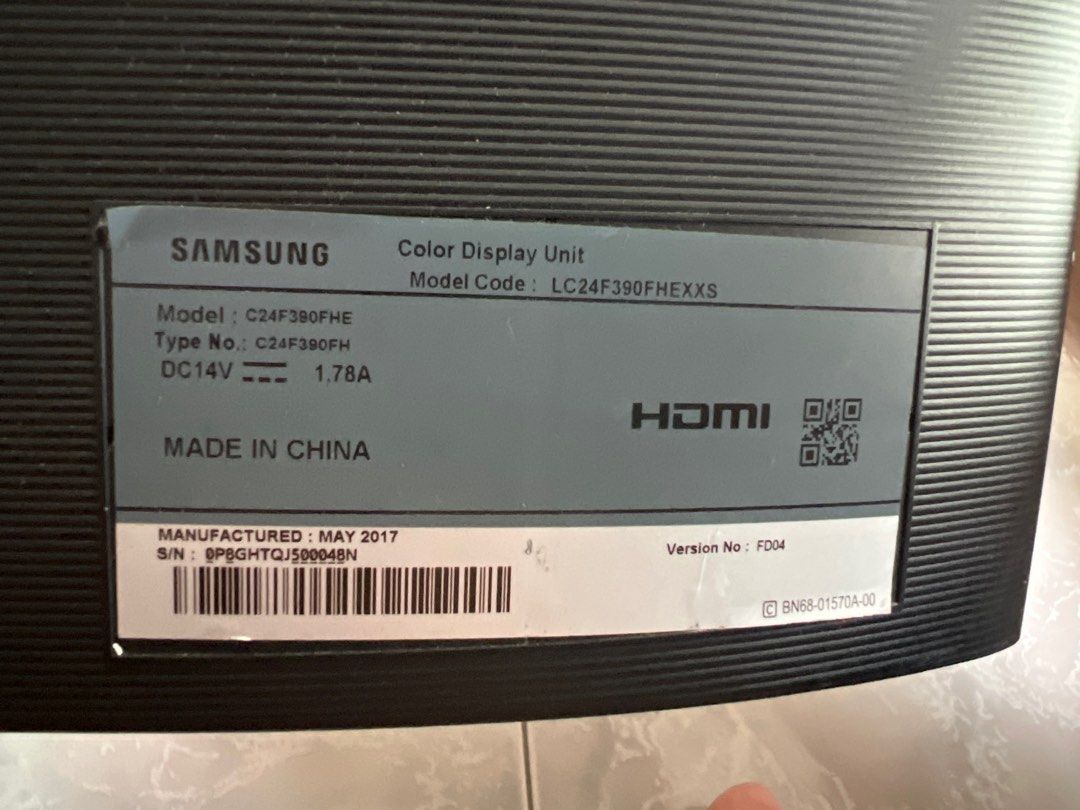 SAMSUNG
Color Display Unit
Model Code : LC24F390FHEXXS
Model : C24F390FHE
Type No.: C24F390FH
DC14V 1.78A
HDMI
MADE IN CHINA
MANUFACTURED : MAY 2017
S/N : 0P8GHTQJ500048N
Version No : FD04
C BN68-01570A-00